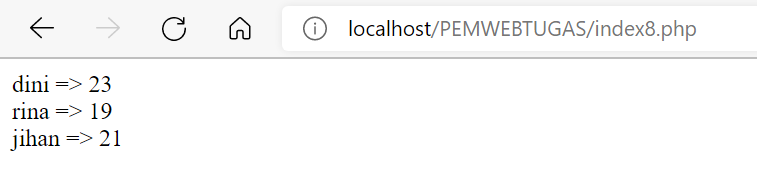 localhost/PEMWEBTUGAS/index8.php
dini => 23
rina => 19
jihan => 21